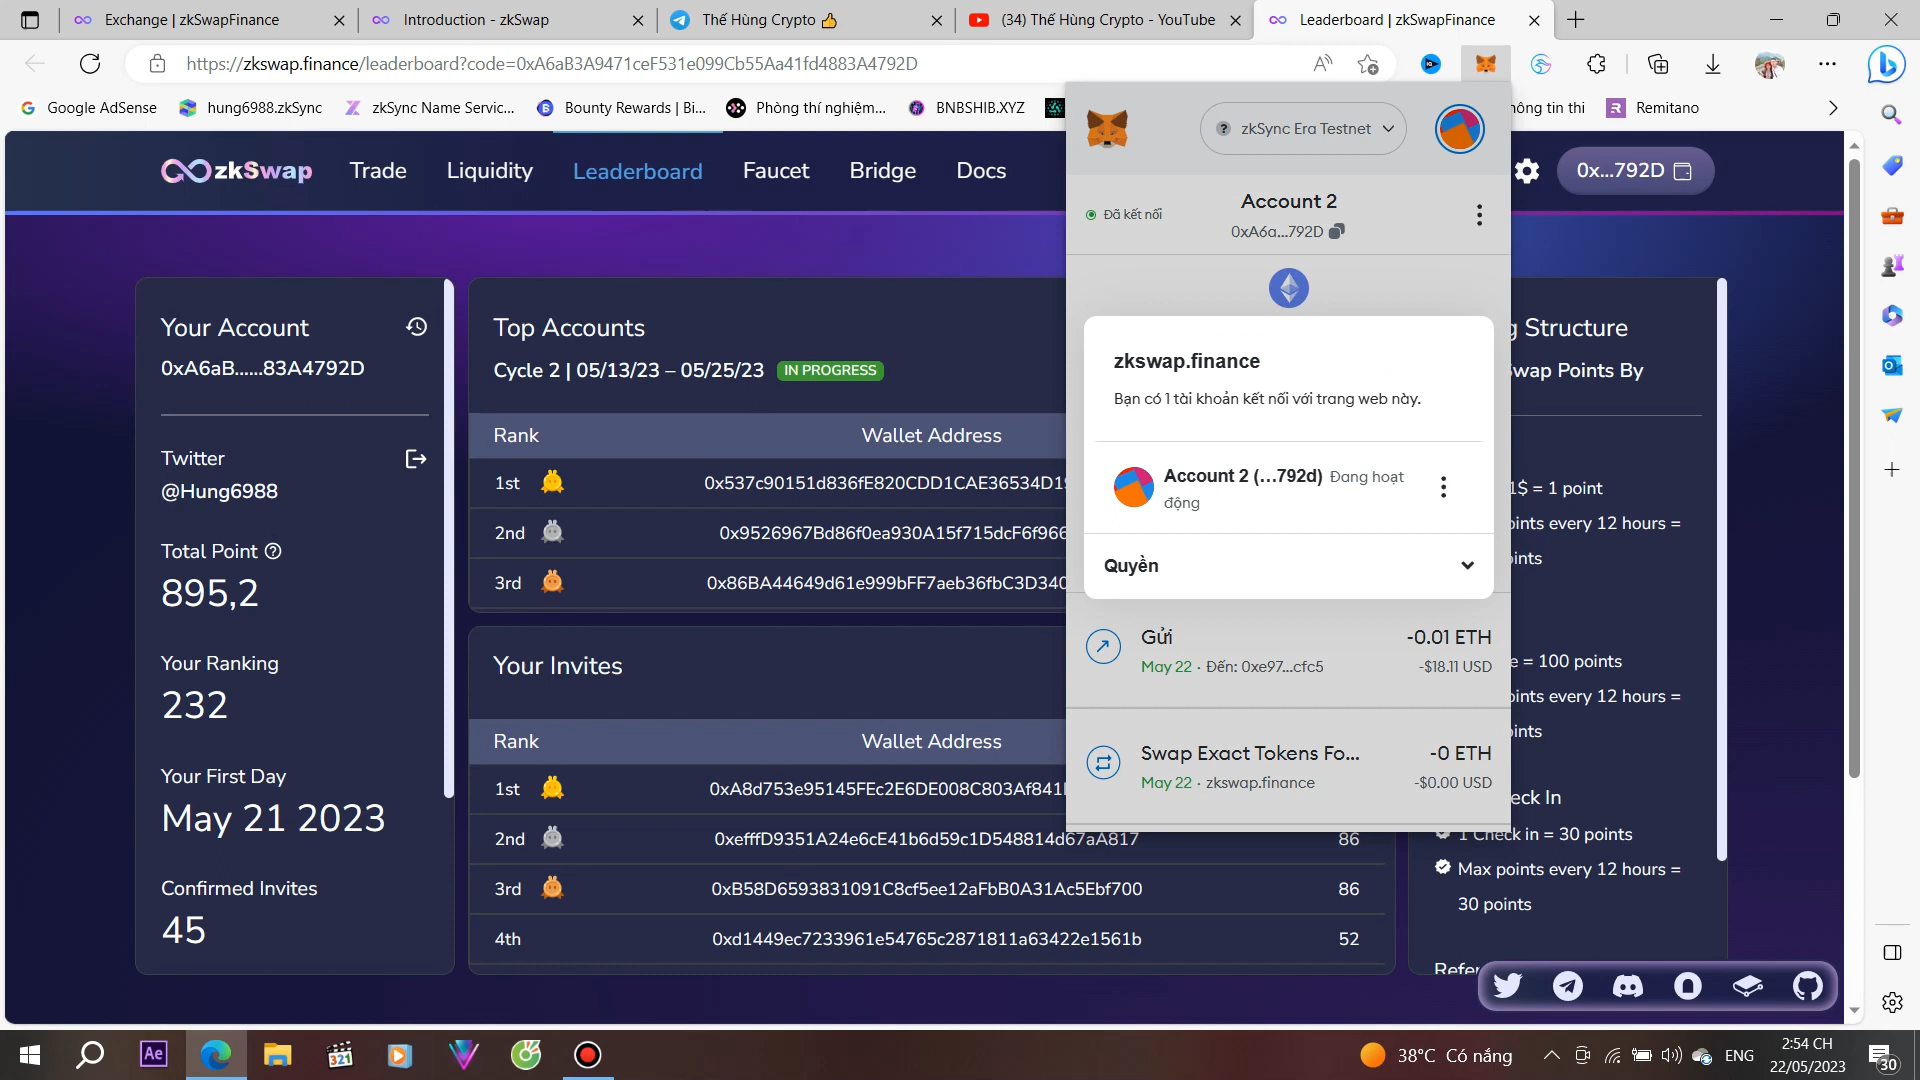 Exchange | zkSwapFinance
Introduction - zkSwap
Thế Hùng Crypto 👍
(34) Thế Hùng Crypto - YouTube
Leaderboard | zkSwapFinance
https://zkswap.finance/leaderboard?code=0xA6aB3A9471ceF531e099Cb55Aa41fd4883A4792D
Google AdSense
hung6988.zkSync
zkSync Name Servic...
Bounty Rewards | Bi...
Phòng thí nghiệm...
BNBSHIB.XYZ
hông tin thi
Remitano
zkSwap
Trade
Liquidity
Leaderboard
Faucet
Bridge
Docs
0x...792D
Your Account
0xA6aB......83A4792D
Twitter
@Hung6988
Total Point
895,2
Your Ranking
232
Your First Day
May 21 2023
Confirmed Invites
45
Top Accounts
Cycle 2 | 05/13/23 – 05/25/23 IN PROGRESS
Rank Wallet Address
1st 0x537c90151d836fE820CDD1CAE36534D19
2nd 0x9526967Bd86f0ea930A15f715dcF6f966
3rd 0x86BA44649d61e999bFF7aeb36fbC3D340
Your Invites
Rank Wallet Address
1st 0xA8d753e95145FEc2E6DE008C803Af841
2nd 0xefffD9351A24e6cE41b6d59c1D548814d67aA817 86
3rd 0xB58D6593831091C8cf5ee12aFbB0A31Ac5Ebf700 86
4th 0xd1449ec7233961e54765c2871811a63422e1561b 52
zkSync Era Testnet
Đã kết nối
Account 2
0xA6a...792D
zkswap.finance
Bạn có 1 tài khoản kết nối với trang web này.
Account 2 (...792d) Đang hoạt
động
Quyền
Gửi -0.01 ETH
May 22 · Đến: 0xe97...cfc5 -$18.11 USD
Swap Exact Tokens Fo... -0 ETH
May 22 · zkswap.finance -$0.00 USD
g Structure
wap Points By
1$ = 1 point
oints every 12 hours =
ints
e = 100 points
oints every 12 hours =
ints
eck In
1 Check in = 30 points
Max points every 12 hours =
30 points
Refer
Ae
321
38°C Có nắng
ENG
2:54 CH
22/05/2023
30